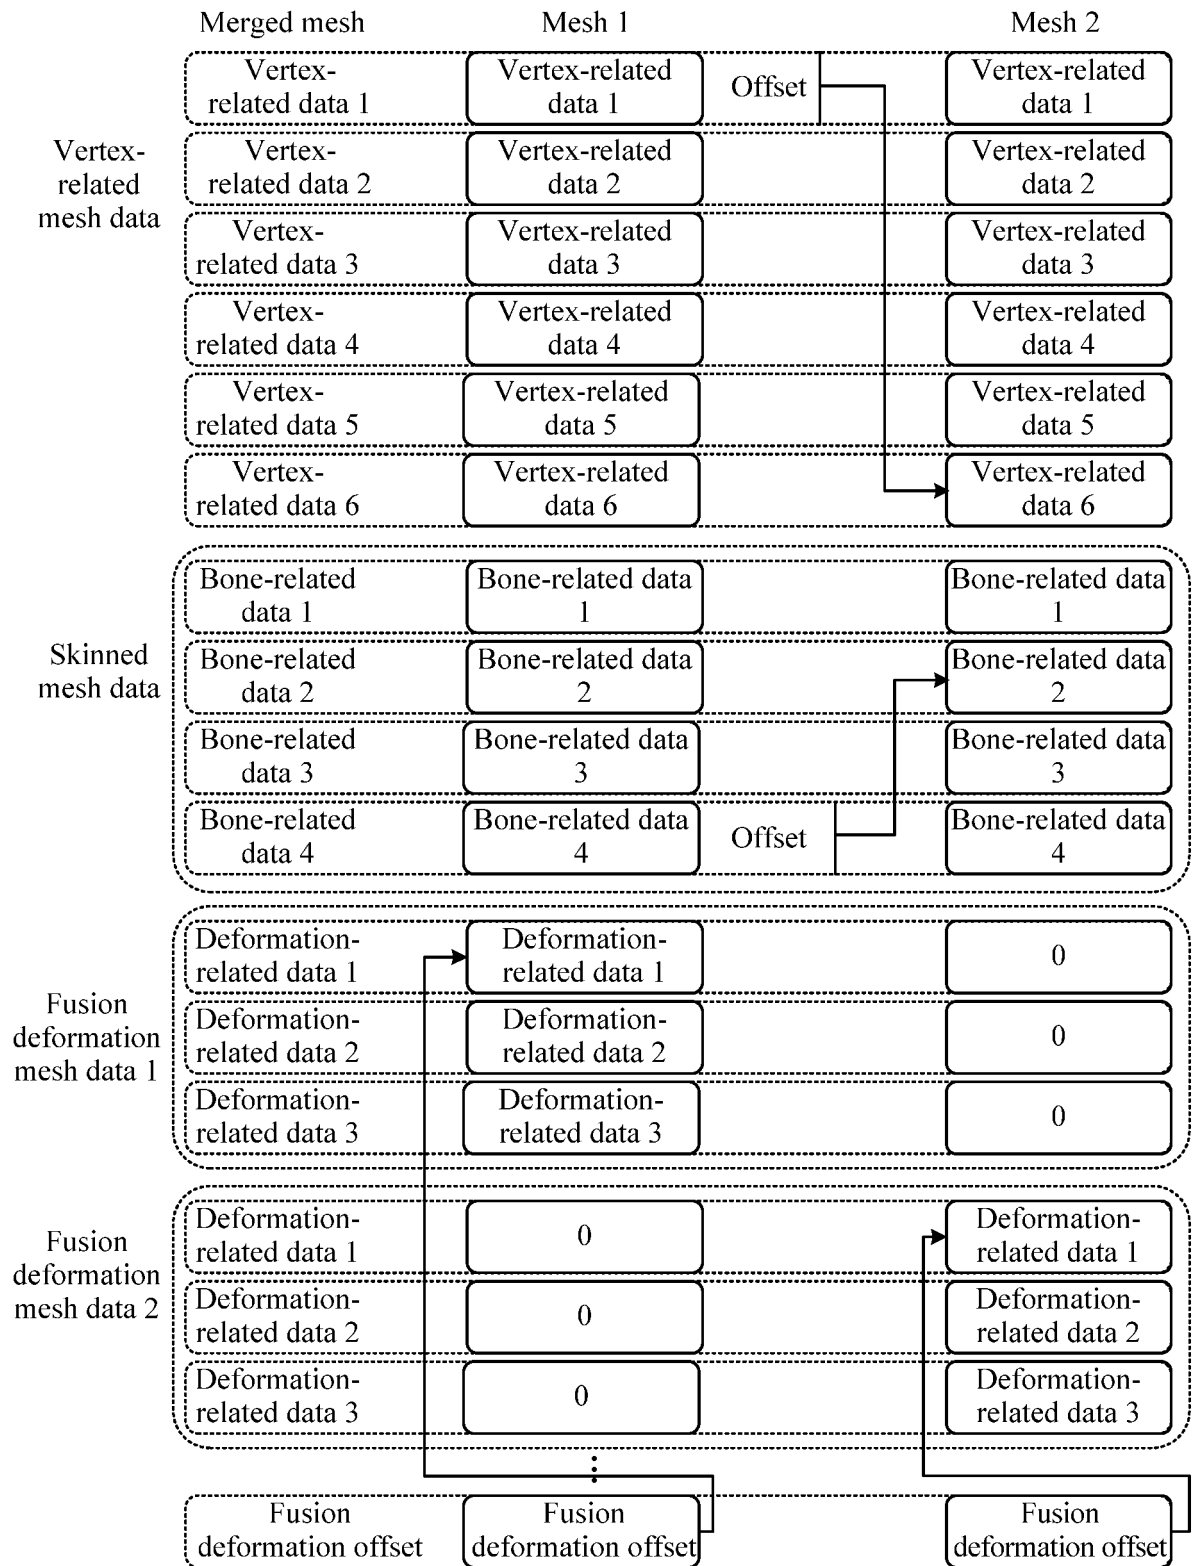 Merged mesh
Mesh 1
Mesh 2
Vertex-
related
mesh data
Vertex-
related data 1
Vertex-related
data 1
Offset
Vertex-related
data 1
Vertex-
related data 2
Vertex-related
data 2
Vertex-related
data 2
Vertex-
related data 3
Vertex-related
data 3
Vertex-related
data 3
Vertex-
related data 4
Vertex-related
data 4
Vertex-related
data 4
Vertex-
related data 5
Vertex-related
data 5
Vertex-related
data 5
Vertex-
related data 6
Vertex-related
data 6
Vertex-related
data 6
Skinned
mesh data
Bone-related
data 1
Bone-related data
1
Bone-related data
1
Bone-related
data 2
Bone-related data
2
Bone-related data
2
Bone-related
data 3
Bone-related data
3
Bone-related data
3
Bone-related
data 4
Bone-related data
4
Offset
Bone-related data
4
Fusion
deformation
mesh data 1
Deformation-
related data 1
Deformation-
related data 1
0
Deformation-
related data 2
Deformation-
related data 2
0
Deformation-
related data 3
Deformation-
related data 3
0
Fusion
deformation
mesh data 2
Deformation-
related data 1
0
Deformation-
related data 1
Deformation-
related data 2
0
Deformation-
related data 2
Deformation-
related data 3
0
Deformation-
related data 3
⋮
Fusion
deformation offset
Fusion
deformation offset
Fusion
deformation offset